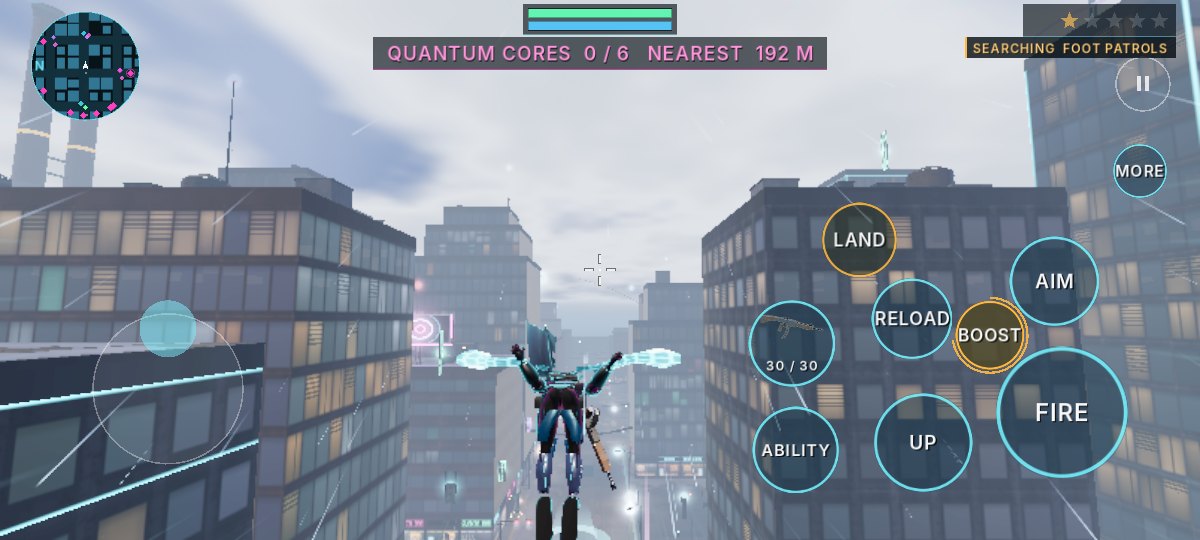 N
QUANTUM CORES 0 / 6 NEAREST 192 M
SEARCHING FOOT PATROLS
MORE
LAND
AIM
RELOAD
BOOST
30 / 30
FIRE
ABILITY
UP